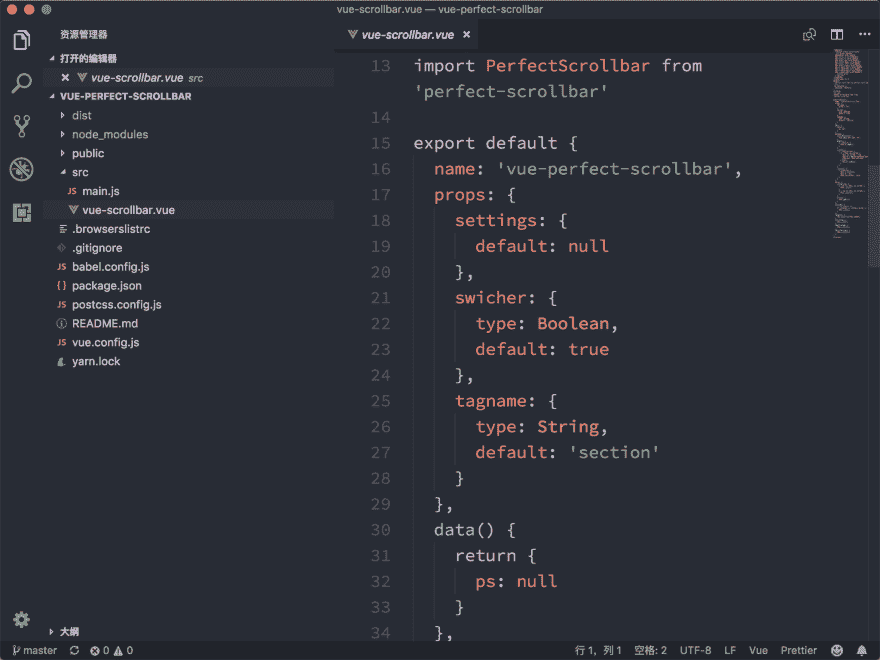 vue-scrollbar.vue — vue-perfect-scrollbar
资源管理器
打开的编辑器
vue-scrollbar.vue src
VUE-PERFECT-SCROLLBAR
dist
node_modules
public
src
JS main.js
vue-scrollbar.vue
.browserslistrc
.gitignore
JS babel.config.js
{} package.json
JS postcss.config.js
README.md
JS vue.config.js
yarn.lock
大纲
vue-scrollbar.vue
13 import PerfectScrollbar from
'perfect-scrollbar'
14
15 export default {
16 name: 'vue-perfect-scrollbar',
17 props: {
18 settings: {
19 default: null
20 },
21 swicher: {
22 type: Boolean,
23 default: true
24 },
25 tagname: {
26 type: String,
27 default: 'section'
28 }
29 },
30 data() {
31 return {
32 ps: null
33 }
34 },
master 0 0 行 1，列 1 空格: 2 UTF-8 LF Vue Prettier